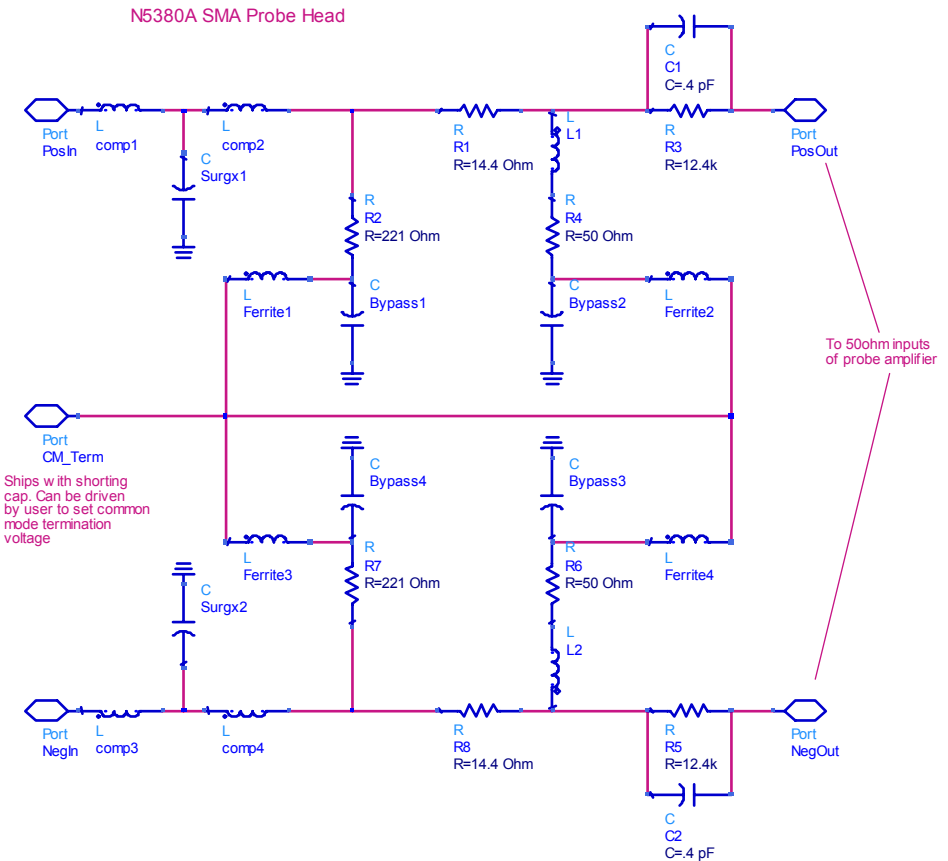 N5380A SMA Probe Head
C
C1
C=.4 pF
Port
PosIn
L
comp1
L
comp2
R
R1
R=14.4 Ohm
L
L1
R
R3
R=12.4k
Port
PosOut
C
Surgx1
R
R2
R=221 Ohm
R
R4
R=50 Ohm
L
Ferrite1
C
Bypass1
C
Bypass2
L
Ferrite2
To 50ohm inputs
of probe amplifier
Port
CM_Term
Ships with shorting
cap. Can be driven
by user to set common
mode termination
voltage
C
Bypass4
C
Bypass3
L
Ferrite3
R
R7
R=221 Ohm
R
R6
R=50 Ohm
L
Ferrite4
C
Surgx2
L
L2
Port
NegIn
L
comp3
L
comp4
R
R8
R=14.4 Ohm
R
R5
R=12.4k
Port
NegOut
C
C2
C=.4 pF